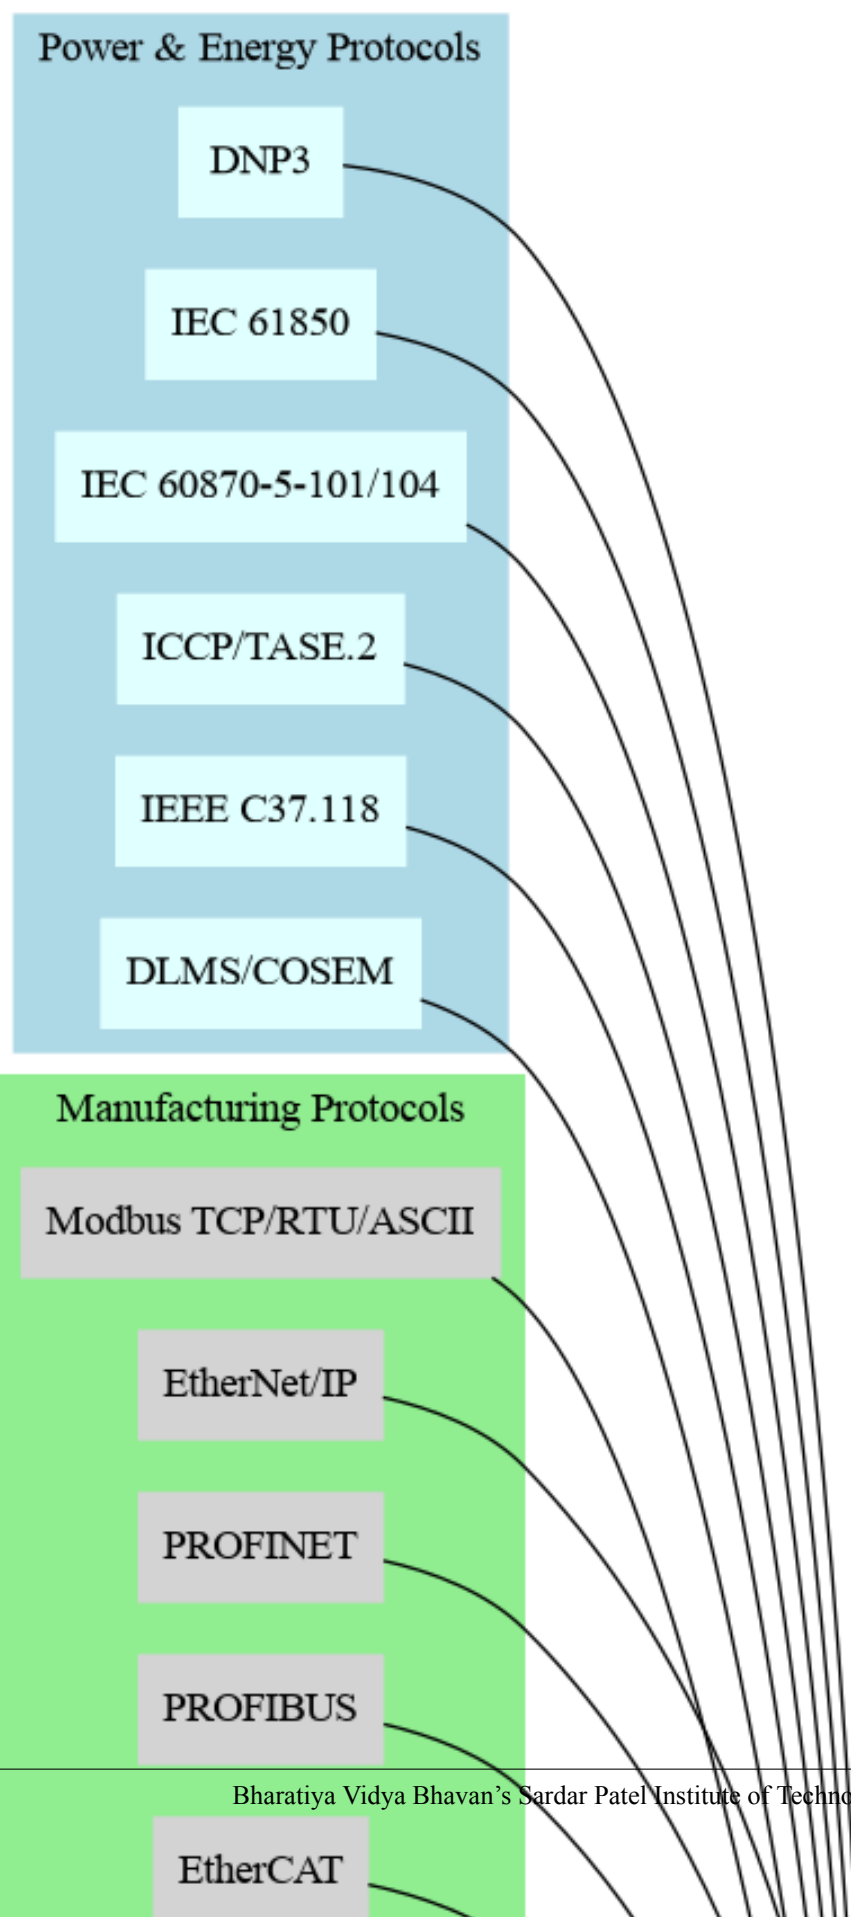 Power & Energy Protocols
DNP3
IEC 61850
IEC 60870-5-101/104
ICCP/TASE.2
IEEE C37.118
DLMS/COSEM
Manufacturing Protocols
Modbus TCP/RTU/ASCII
EtherNet/IP
PROFINET
PROFIBUS
Bharatiya Vidya Bhavan’s Sardar Patel Institute of Techno
EtherCAT